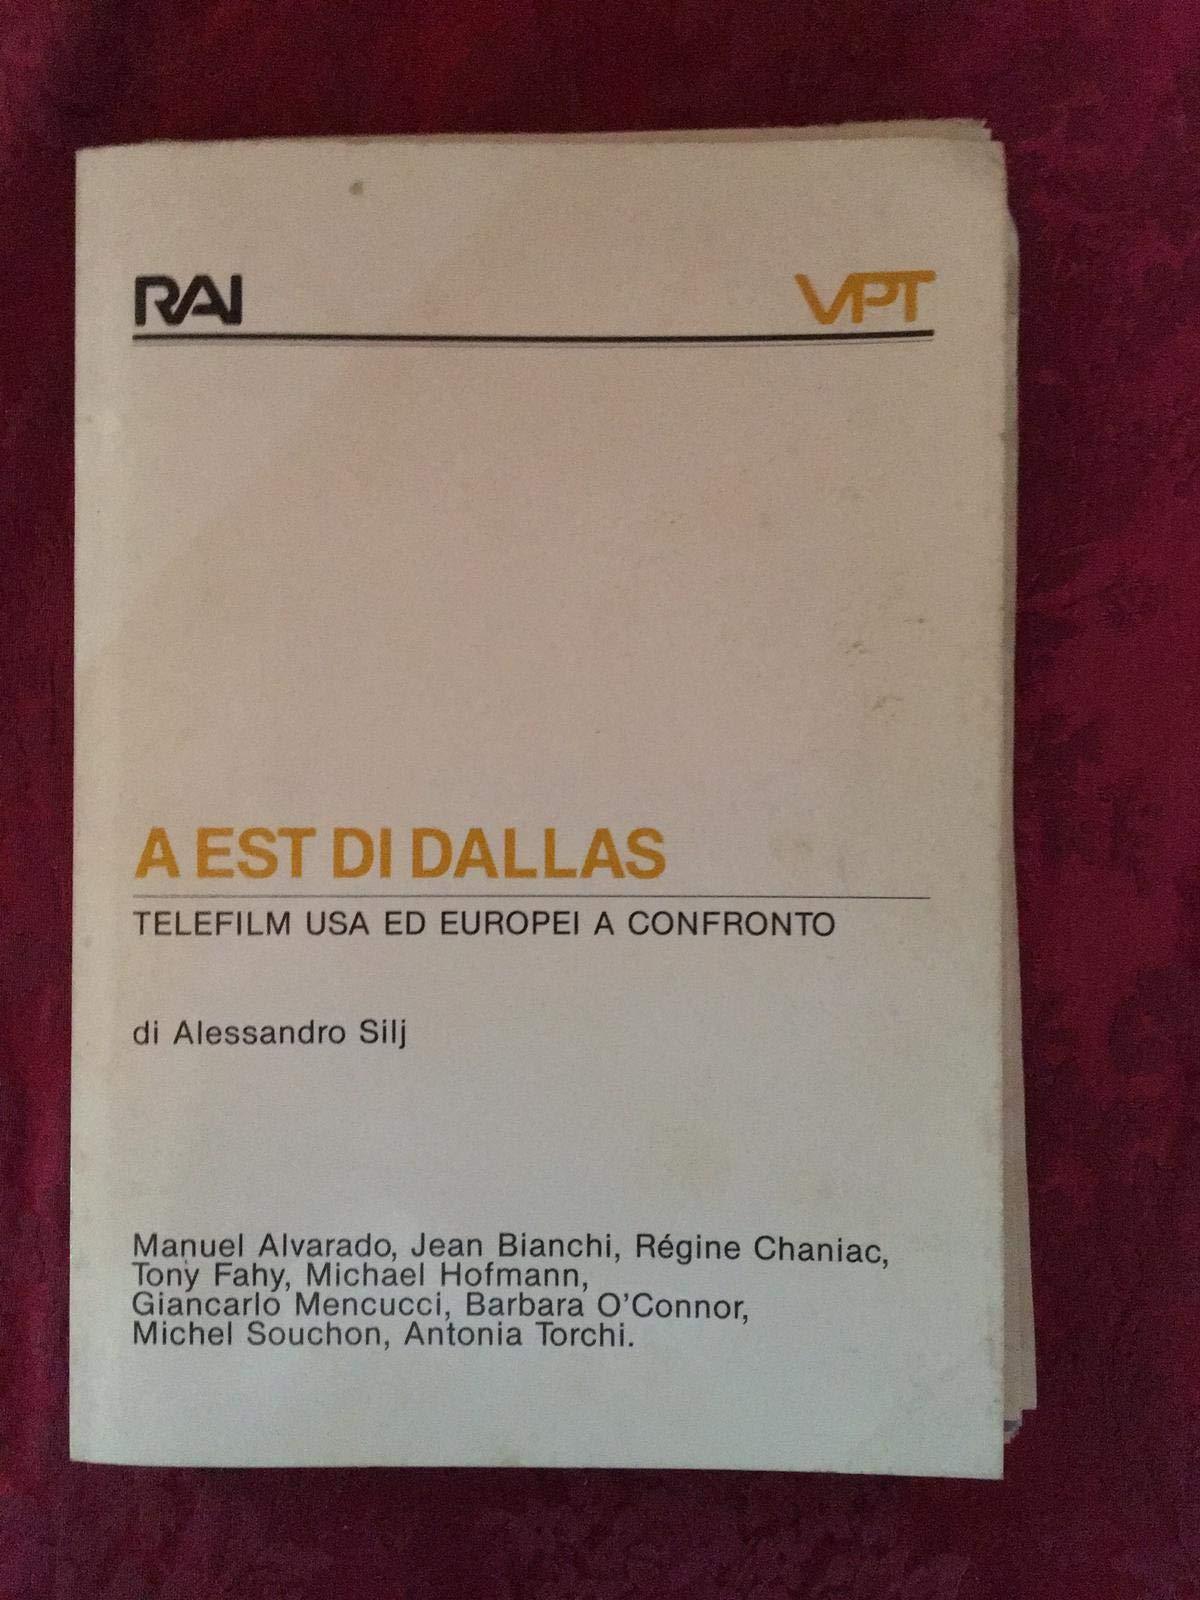 RAI VPT
A EST DI DALLAS
TELEFILM USA ED EUROPEI A CONFRONTO
di Alessandro Silj
Manuel Alvarado, Jean Bianchi, Régine Chaniac,
Tony Fahy, Michael Hofmann,
Giancarlo Mencucci, Barbara O'Connor,
Michel Souchon, Antonia Torchi.